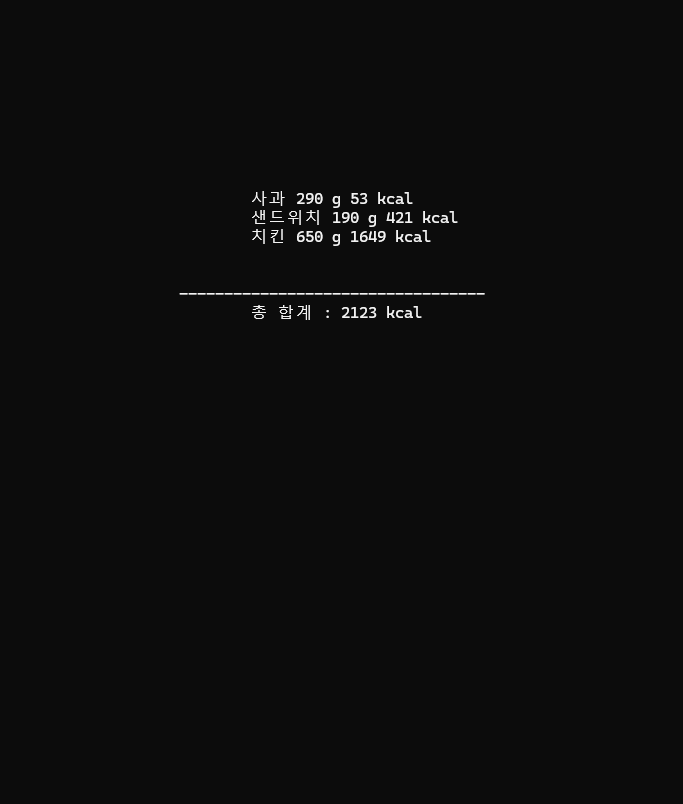 사과 290 g 53 kcal
샌드위치 190 g 421 kcal
치킨 650 g 1649 kcal
----------------------------------
총 합계 : 2123 kcal